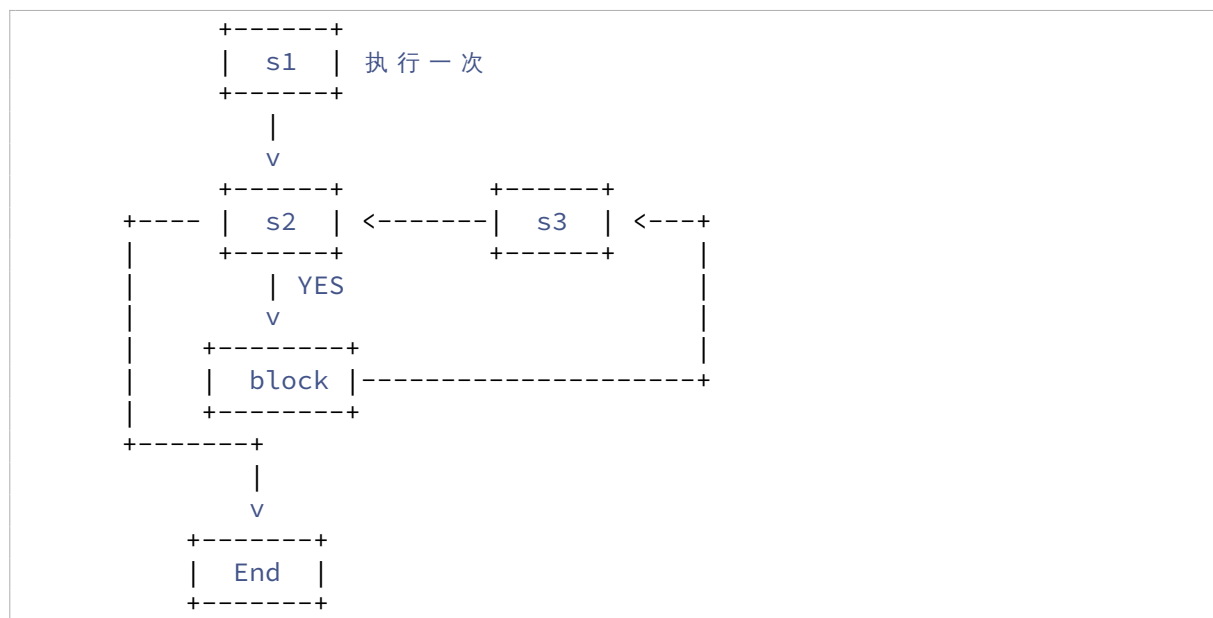 s1 执行一次
v
s2 <-------| s3 <---+
YES
v
block
v
End